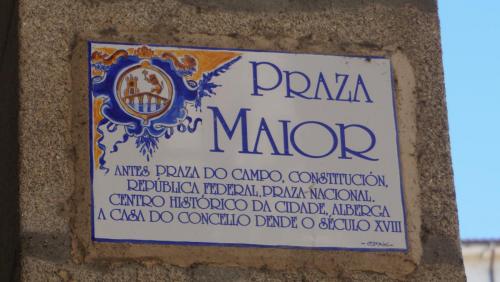 PRAZA
MAIOR
ANTES PRAZA DO CAMPO, CONSTITUCIÓN,
REPÚBLICA FEDERAL, PRAZA NACIONAL.
CENTRO HISTÓRICO DA CIDADE, ALBERGA
A CASA DO CONCELLO DENDE O SÉCULO XVIII